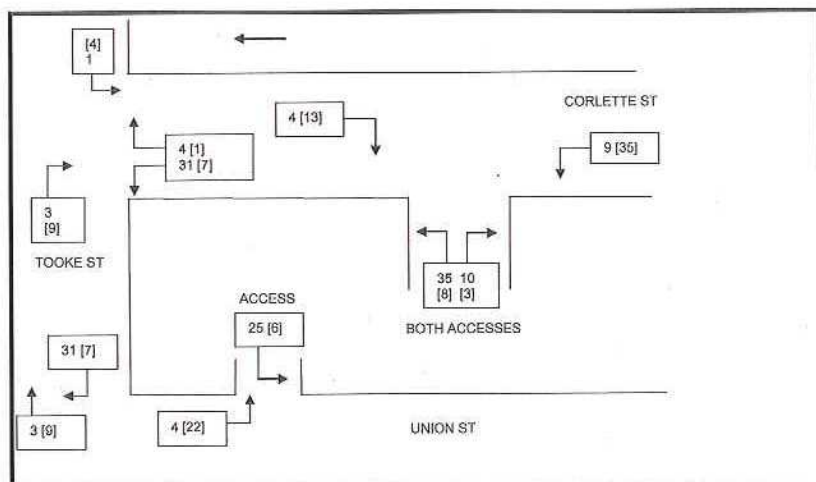 [4]
1
CORLETTE ST
4 [13]
4 [1]
31 [7]
9 [35]
3
[9]
TOOKE ST
35 10
[8] [3]
ACCESS
BOTH ACCESSES
25 [6]
31 [7]
3 [9]
4 [22]
UNION ST